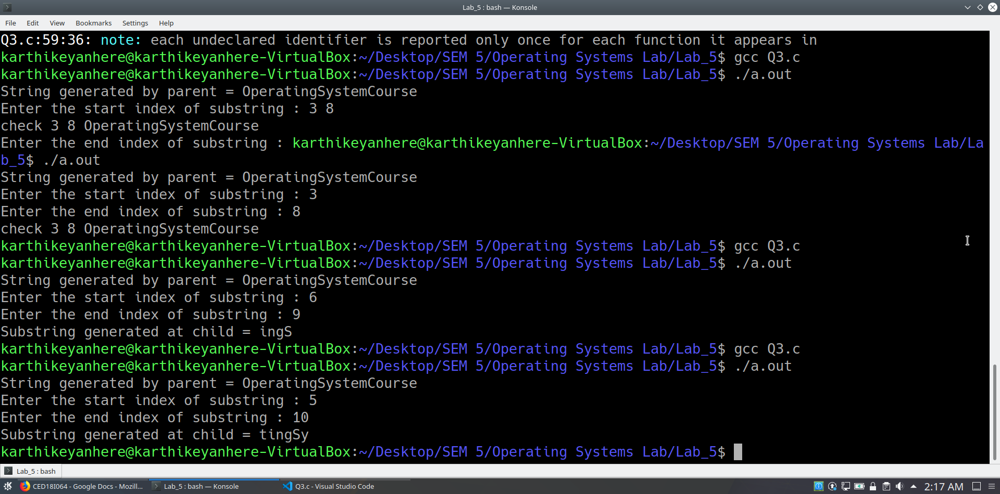 Lab_5 : bash — Konsole
File Edit View Bookmarks Settings Help
Q3.c:59:36: note: each undeclared identifier is reported only once for each function it appears in
karthikeyanhere@karthikeyanhere-VirtualBox:~/Desktop/SEM 5/Operating Systems Lab/Lab_5$ gcc Q3.c
karthikeyanhere@karthikeyanhere-VirtualBox:~/Desktop/SEM 5/Operating Systems Lab/Lab_5$ ./a.out
String generated by parent = OperatingSystemCourse
Enter the start index of substring : 3 8
check 3 8 OperatingSystemCourse
Enter the end index of substring : karthikeyanhere@karthikeyanhere-VirtualBox:~/Desktop/SEM 5/Operating Systems Lab/La
b_5$ ./a.out
String generated by parent = OperatingSystemCourse
Enter the start index of substring : 3
Enter the end index of substring : 8
check 3 8 OperatingSystemCourse
karthikeyanhere@karthikeyanhere-VirtualBox:~/Desktop/SEM 5/Operating Systems Lab/Lab_5$ gcc Q3.c
karthikeyanhere@karthikeyanhere-VirtualBox:~/Desktop/SEM 5/Operating Systems Lab/Lab_5$ ./a.out
String generated by parent = OperatingSystemCourse
Enter the start index of substring : 6
Enter the end index of substring : 9
Substring generated at child = ingS
karthikeyanhere@karthikeyanhere-VirtualBox:~/Desktop/SEM 5/Operating Systems Lab/Lab_5$ gcc Q3.c
karthikeyanhere@karthikeyanhere-VirtualBox:~/Desktop/SEM 5/Operating Systems Lab/Lab_5$ ./a.out
String generated by parent = OperatingSystemCourse
Enter the start index of substring : 5
Enter the end index of substring : 10
Substring generated at child = tingSy
karthikeyanhere@karthikeyanhere-VirtualBox:~/Desktop/SEM 5/Operating Systems Lab/Lab_5$
Lab_5 : bash
CED18I064 - Google Docs - Mozill... Lab_5 : bash — Konsole Q3.c - Visual Studio Code 2:17 AM